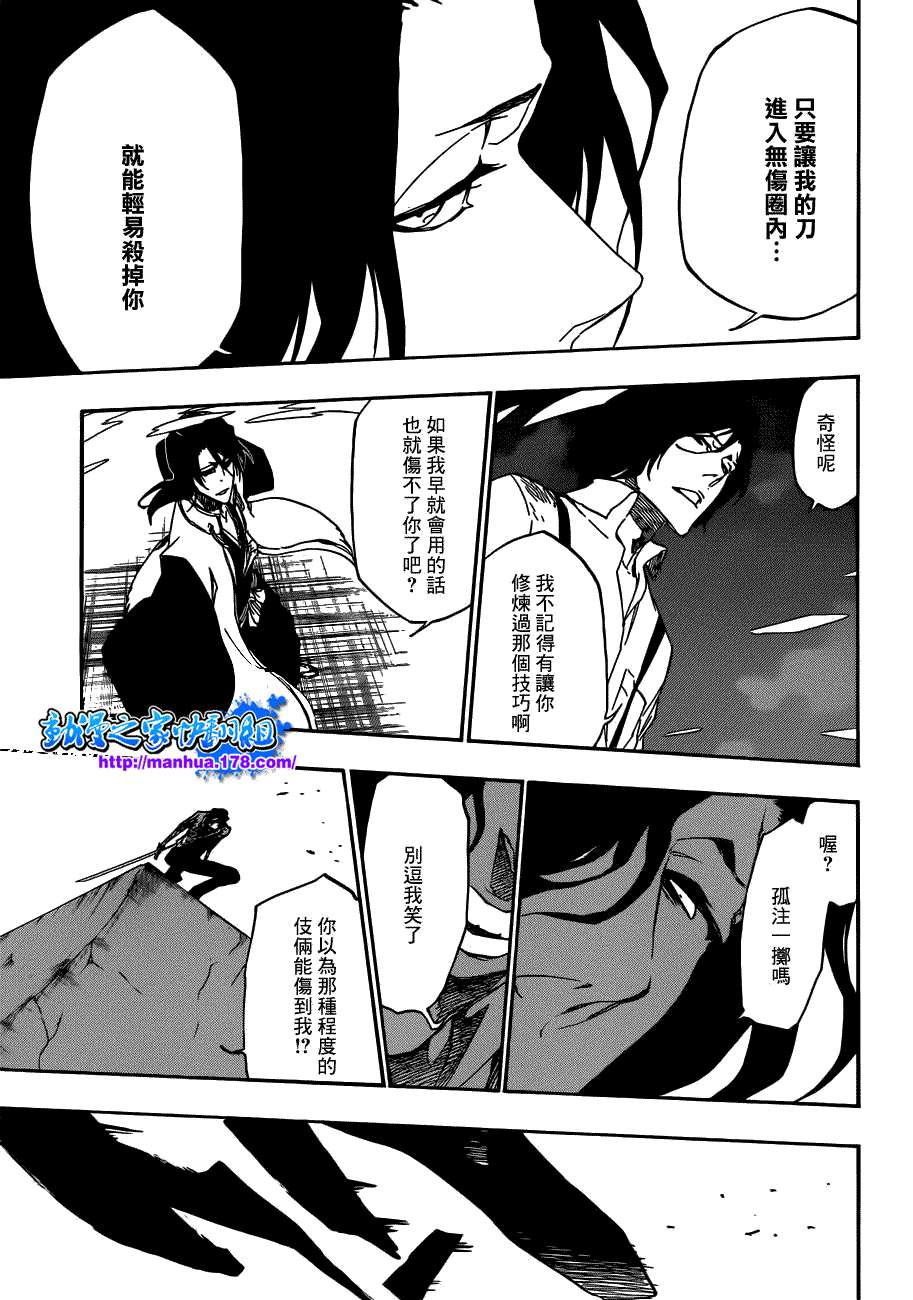 只要讓我的刀
進入無傷圈內…
就能輕易殺掉你
奇怪呢
我不記得有讓你
修煉過那個技巧啊
如果我早就會用的話
也就傷不了你了吧?
動漫之家快翻組
http://manhua.178.com/
喔?
孤注一擲嗎
別逗我笑了
你以為那種程度的
伎倆能傷到我!?